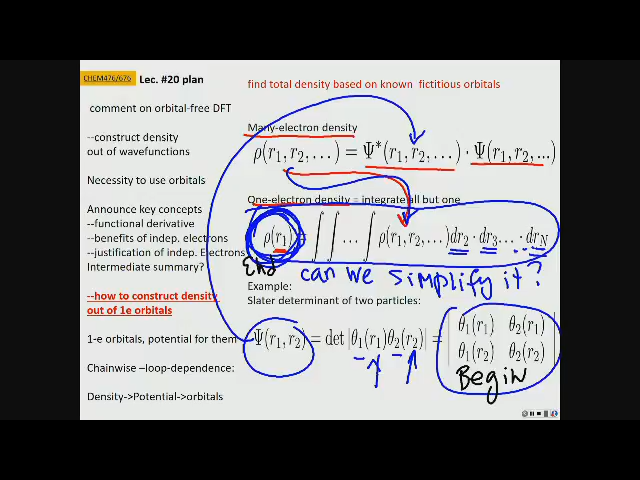 CHEM476/676
Lec. #20 plan
comment on orbital-free DFT
--construct density
out of wavefunctions
Necessity to use orbitals
Announce key concepts
--functional derivative
--benefits of indep. electrons
--justification of indep. Electrons
Intermediate summary?
--how to construct density
out of 1e orbitals
1-e orbitals, potential for them
Chainwise –loop-dependence:
Density->Potential->orbitals
find total density based on known fictitious orbitals
Many-electron density
ρ(r₁, r₂, …) = Ψ*(r₁, r₂, …) · Ψ(r₁, r₂, ...)
One-electron density = integrate all but one
ρ(r₁) = ∫∫ … ∫ ρ(r₁, r₂, …)dr₂ · dr₃ … · drN
End
can we simplify it?
Example:
Slater determinant of two particles:
Ψ(r₁, r₂) = det |θ₁(r₁)θ₂(r₂)| = | θ₁(r₁) θ₂(r₁) |
θ₁(r₂) θ₂(r₂)
Begin